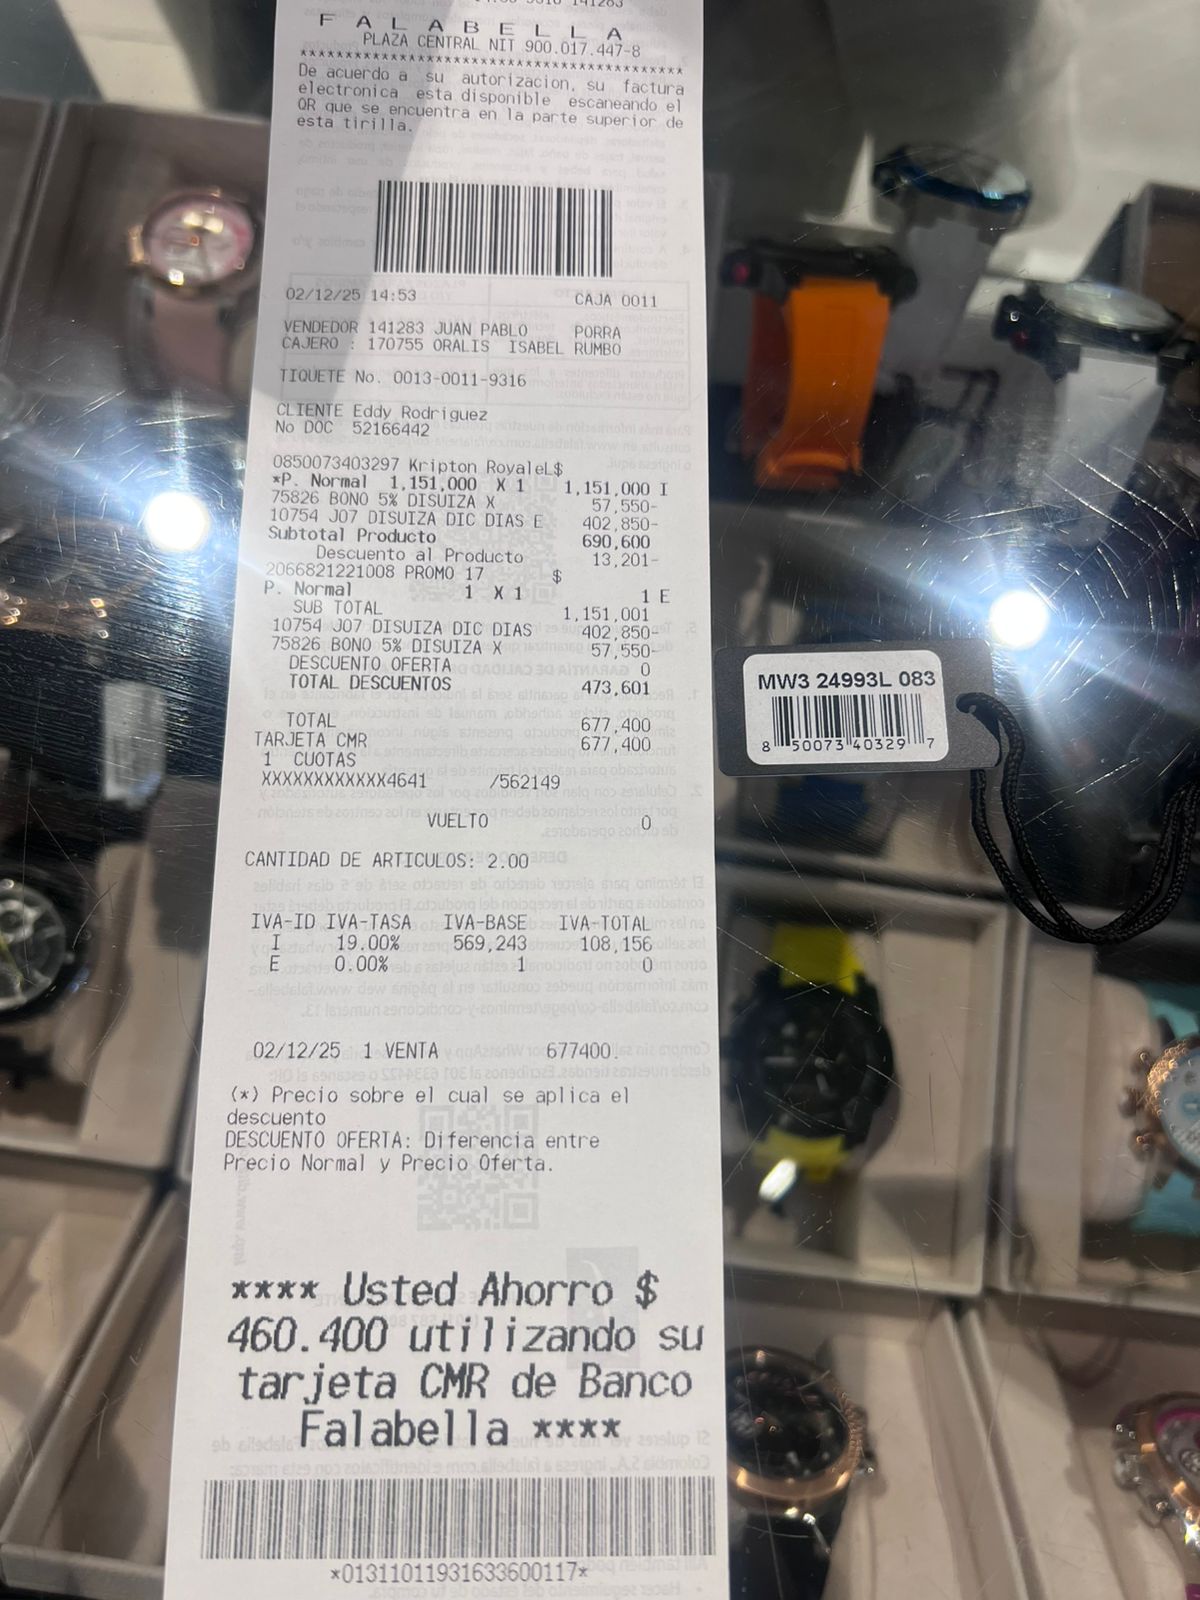 F A L A B E L L A
PLAZA CENTRAL NIT 900.017.447-8
******************************************
De acuerdo a su autorizacion, su factura
electronica esta disponible escaneando el
QR que se encuentra en la parte superior de
esta tirilla.
02/12/25 14:53 CAJA 0011
VENDEDOR 141283 JUAN PABLO PORRA
CAJERO : 170755 ORALIS ISABEL RUMBO
TIQUETE No. 0013-0011-9316
CLIENTE Eddy Rodriguez
No DOC 52166442
0850073403297 Kripton RoyaleL$
*P. Normal 1,151,000 X 1 1,151,000 I
75826 BONO 5% DISUIZA X 57,550-
10754 J07 DISUIZA DIC DIAS E 402,850-
Subtotal Producto 690,600
Descuento al Producto 13,201-
2066821221008 PROMO 17 $
P. Normal 1 X 1 1 E
SUB TOTAL 1,151,001
10754 J07 DISUIZA DIC DIAS 402,850-
75826 BONO 5% DISUIZA X 57,550-
DESCUENTO OFERTA 0
TOTAL DESCUENTOS 473,601
TOTAL 677,400
TARJETA CMR 677,400
1 CUOTAS
XXXXXXXXXXXX4641 /562149
VUELTO 0
CANTIDAD DE ARTICULOS: 2.00
IVA-ID IVA-TASA IVA-BASE IVA-TOTAL
I 19.00% 569,243 108,156
E 0.00% 1 0
02/12/25 1 VENTA 677400.
(*) Precio sobre el cual se aplica el
descuento
DESCUENTO OFERTA: Diferencia entre
Precio Normal y Precio Oferta.
**** Usted Ahorro $
460.400 utilizando su
tarjeta CMR de Banco
Falabella ****
*01311011931633600117*
MW3 24993L 083
8 50073 40329 7